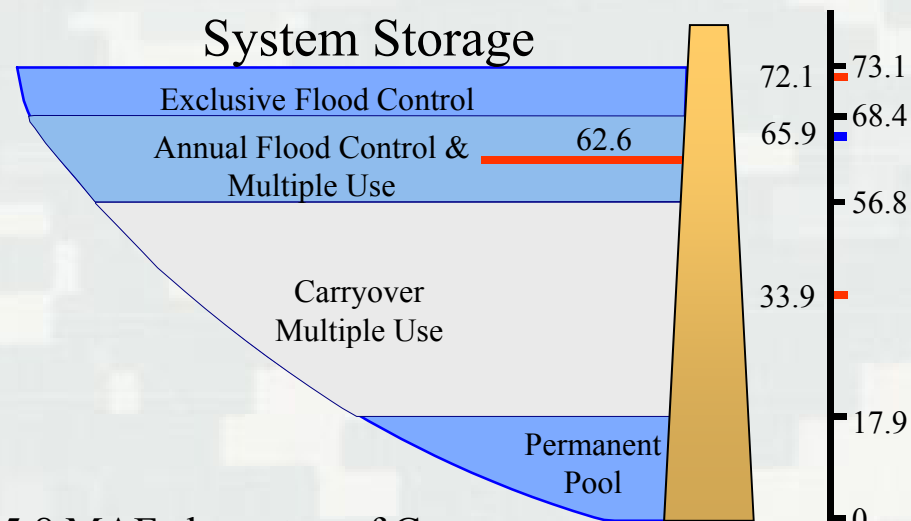 System Storage
Exclusive Flood Control
Annual Flood Control &
Multiple Use
62.6
Carryover
Multiple Use
Permanent
Pool
72.1
65.9
33.9
73.1
68.4
56.8
17.9
0
MAF